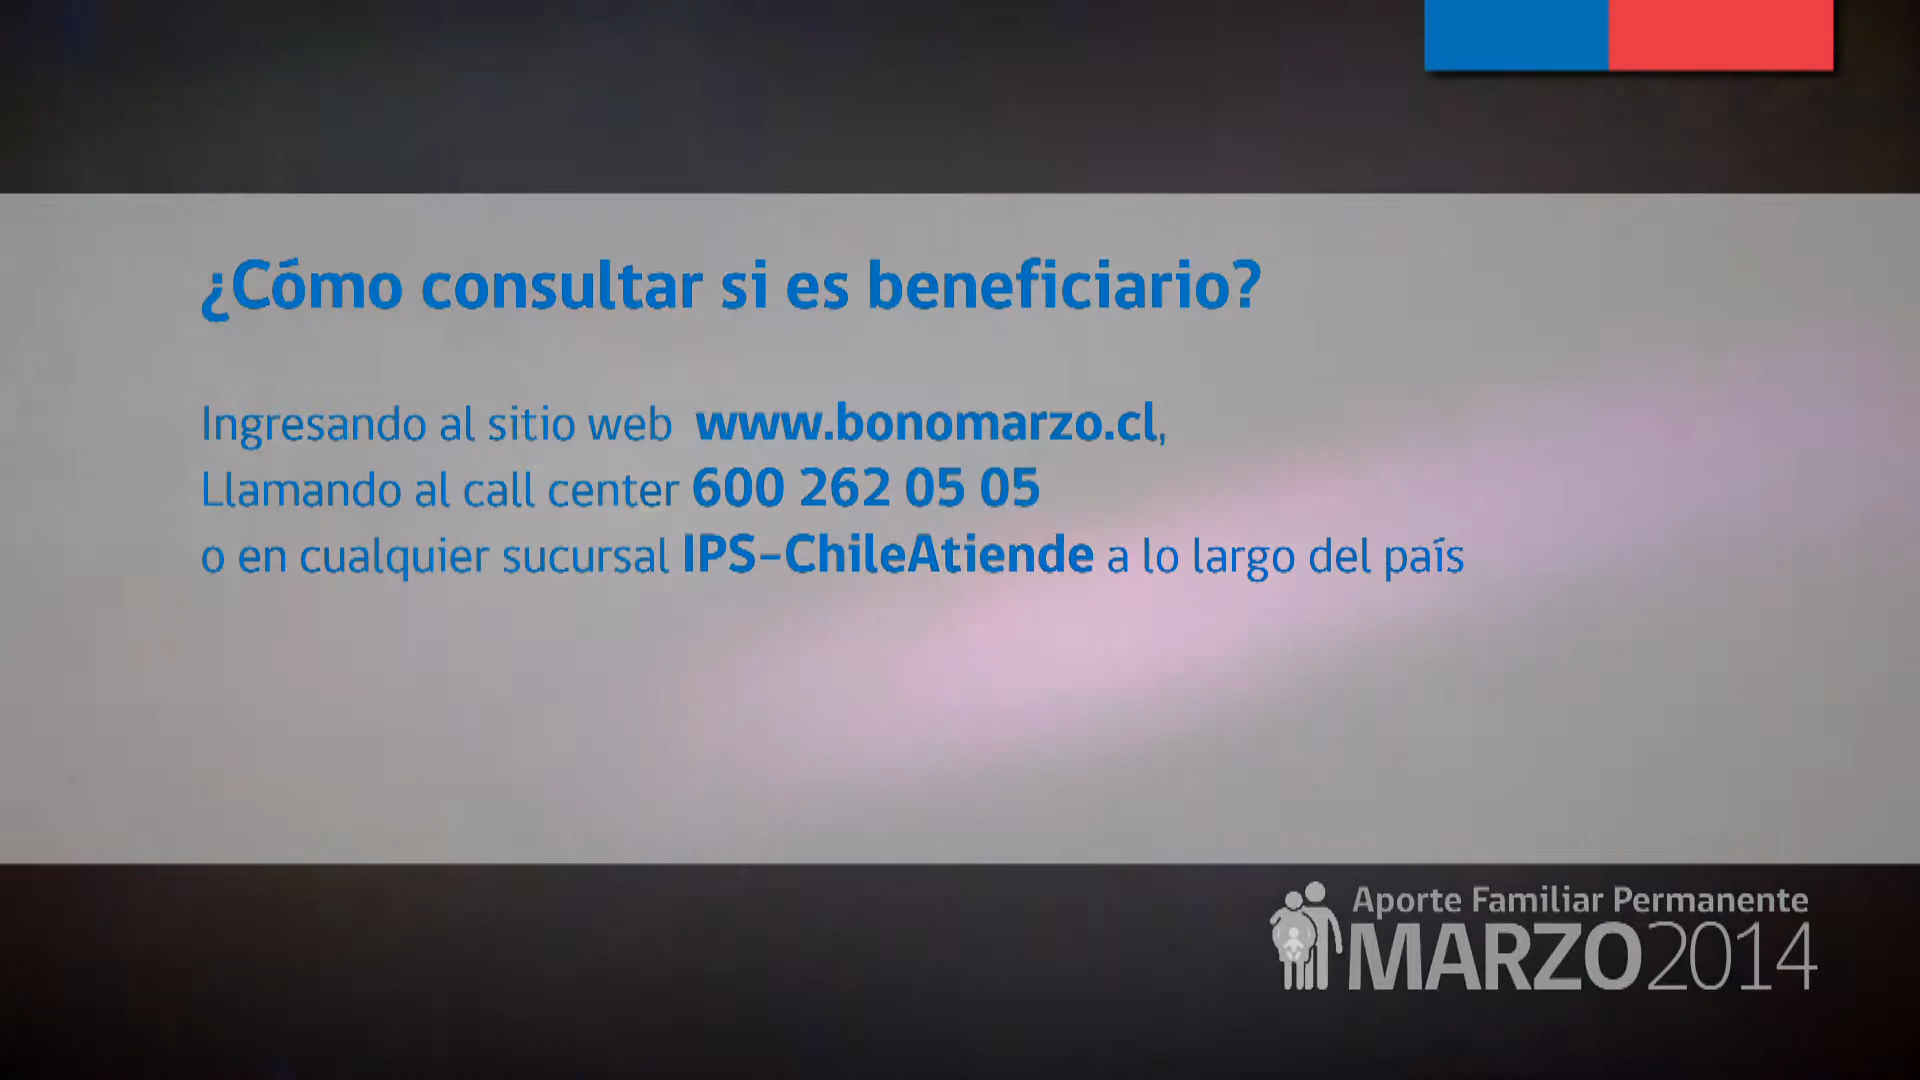 ¿Cómo consultar si es beneficiario?
Ingresando al sitio web www.bonomarzo.cl,
Llamando al call center 600 262 05 05
o en cualquier sucursal IPS-ChileAtiende a lo largo del país
Aporte Familiar Permanente
MARZO2014